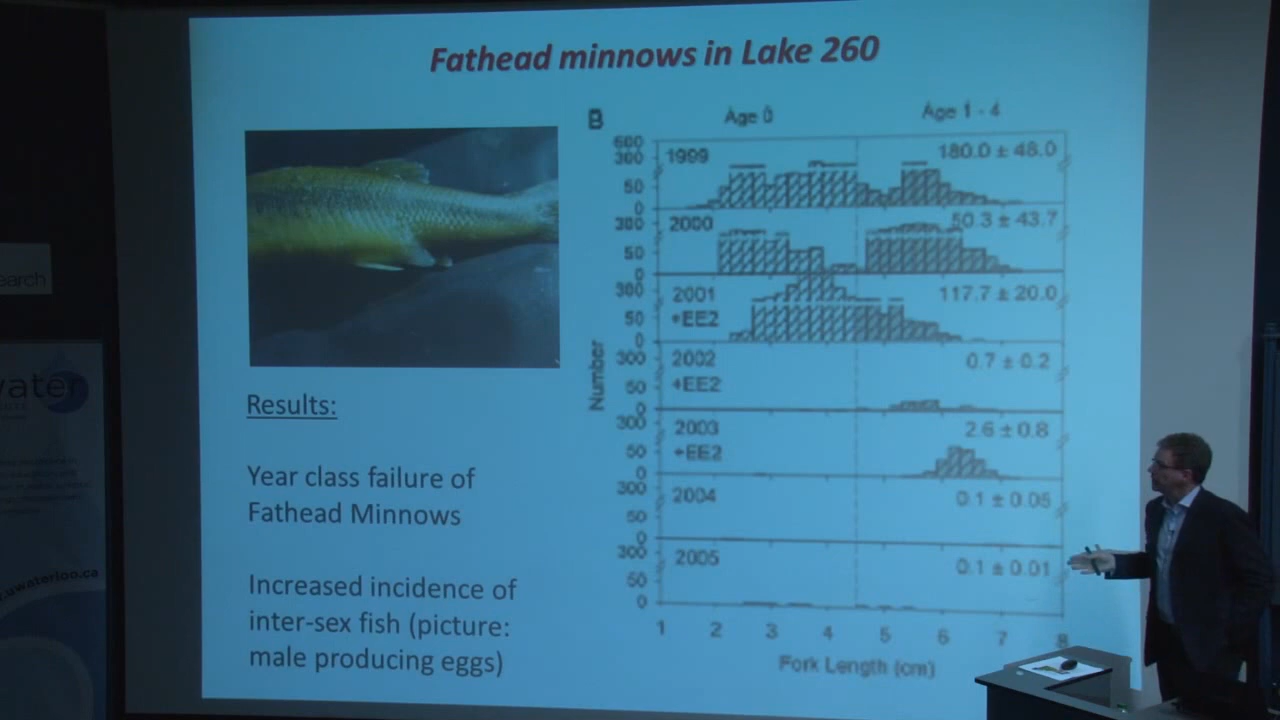 Fathead minnows in Lake 260
B
Age 0
Age 1 - 4
600
300
50
0
1999
180.0 ± 48.0
300
50
0
2000
50.3 ± 43.7
300
50
0
2001
+EE2
117.7 ± 20.0
300
50
0
2002
+EE2
0.7 ± 0.2
300
50
0
2003
+EE2
2.6 ± 0.8
300
50
0
2004
0.1 ± 0.05
300
50
0
2005
0.1 ± 0.01
Number
1 2 3 4 5 6 7 8
Fork Length (cm)
Results:
Year class failure of
Fathead Minnows
Increased incidence of
inter-sex fish (picture:
male producing eggs)
earch
water
.uwaterloo.ca